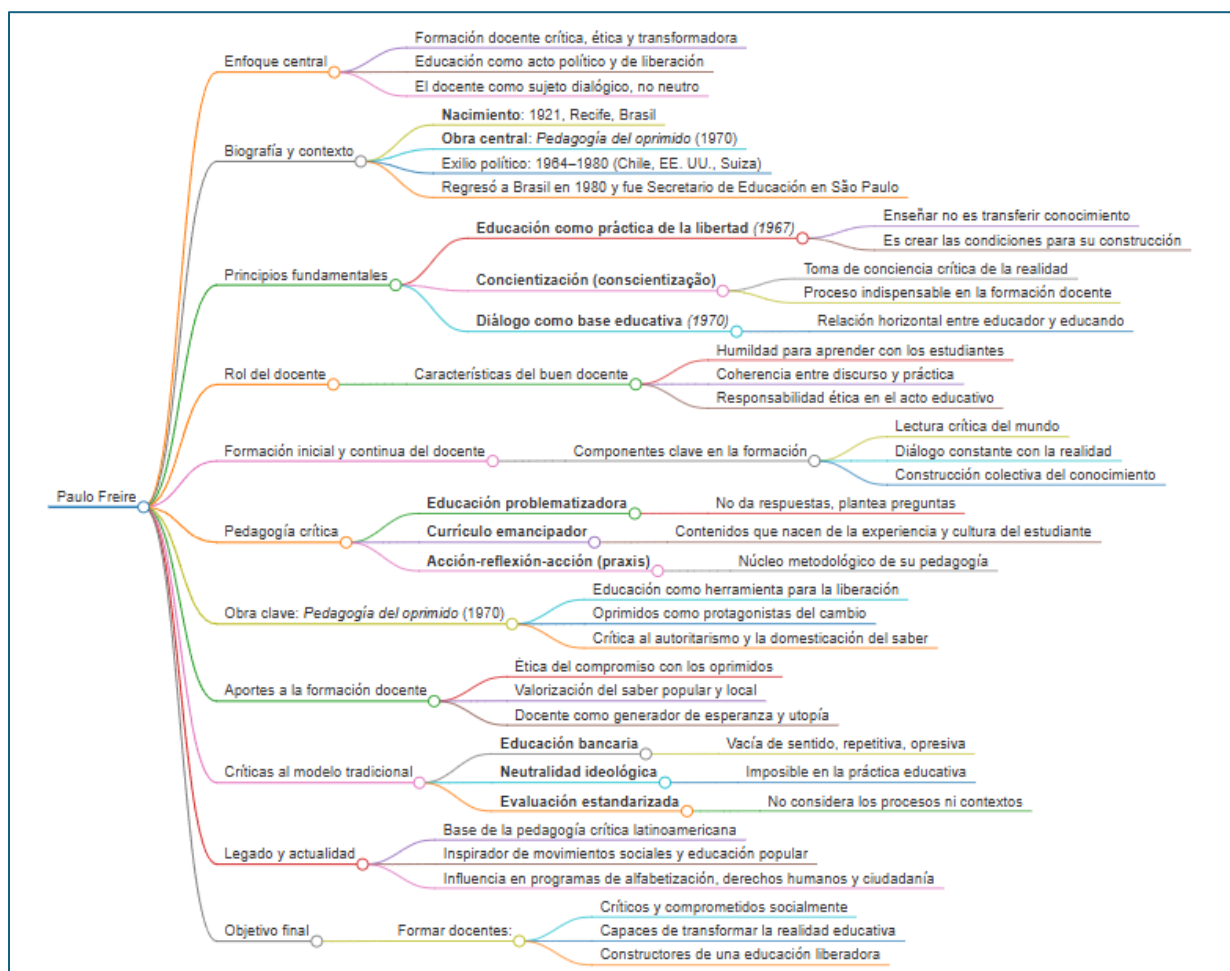 Paulo Freire
Enfoque central
Formación docente crítica, ética y transformadora
Educación como acto político y de liberación
El docente como sujeto dialógico, no neutro
Biografía y contexto
Nacimiento: 1921, Recife, Brasil
Obra central: Pedagogía del oprimido (1970)
Exilio político: 1964–1980 (Chile, EE. UU., Suiza)
Regresó a Brasil en 1980 y fue Secretario de Educación en São Paulo
Principios fundamentales
Educación como práctica de la libertad (1967)
Enseñar no es transferir conocimiento
Es crear las condiciones para su construcción
Concientización (conscientização)
Toma de conciencia crítica de la realidad
Proceso indispensable en la formación docente
Diálogo como base educativa (1970)
Relación horizontal entre educador y educando
Rol del docente
Características del buen docente
Humildad para aprender con los estudiantes
Coherencia entre discurso y práctica
Responsabilidad ética en el acto educativo
Formación inicial y continua del docente
Componentes clave en la formación
Lectura crítica del mundo
Diálogo constante con la realidad
Construcción colectiva del conocimiento
Pedagogía crítica
Educación problematizadora
No da respuestas, plantea preguntas
Currículo emancipador
Contenidos que nacen de la experiencia y cultura del estudiante
Acción-reflexión-acción (praxis)
Núcleo metodológico de su pedagogía
Obra clave: Pedagogía del oprimido (1970)
Educación como herramienta para la liberación
Oprimidos como protagonistas del cambio
Crítica al autoritarismo y la domesticación del saber
Aportes a la formación docente
Ética del compromiso con los oprimidos
Valorización del saber popular y local
Docente como generador de esperanza y utopía
Críticas al modelo tradicional
Educación bancaria
Vacía de sentido, repetitiva, opresiva
Neutralidad ideológica
Imposible en la práctica educativa
Evaluación estandarizada
No considera los procesos ni contextos
Legado y actualidad
Base de la pedagogía crítica latinoamericana
Inspirador de movimientos sociales y educación popular
Influencia en programas de alfabetización, derechos humanos y ciudadanía
Objetivo final
Formar docentes:
Críticos y comprometidos socialmente
Capaces de transformar la realidad educativa
Constructores de una educación liberadora